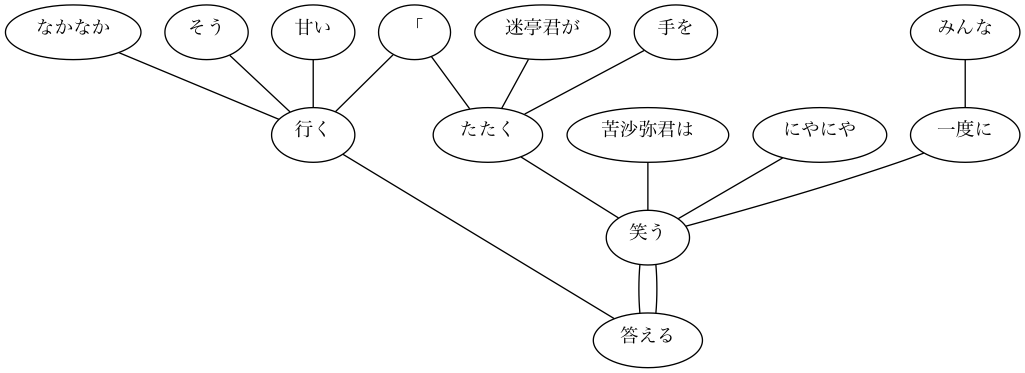 なかなか
そう
甘い
「
迷亭君が
手を
みんな
行く
たたく
苦沙弥君は
にやにや
一度に
笑う
答える